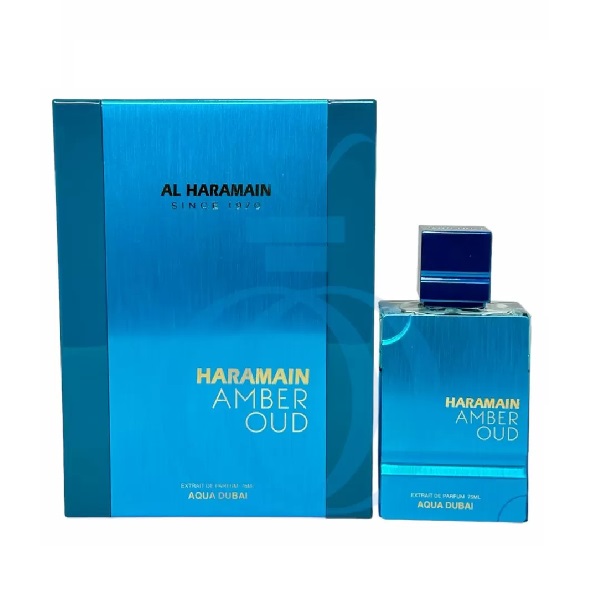 AL HARAMAIN
SINCE 1970
HARAMAIN
AMBER
OUD
EXTRAIT DE PARFUM
AQUA DUBAI
HARAMAIN
AMBER
OUD
EXTRAIT DE PARFUM
AQUA DUBAI